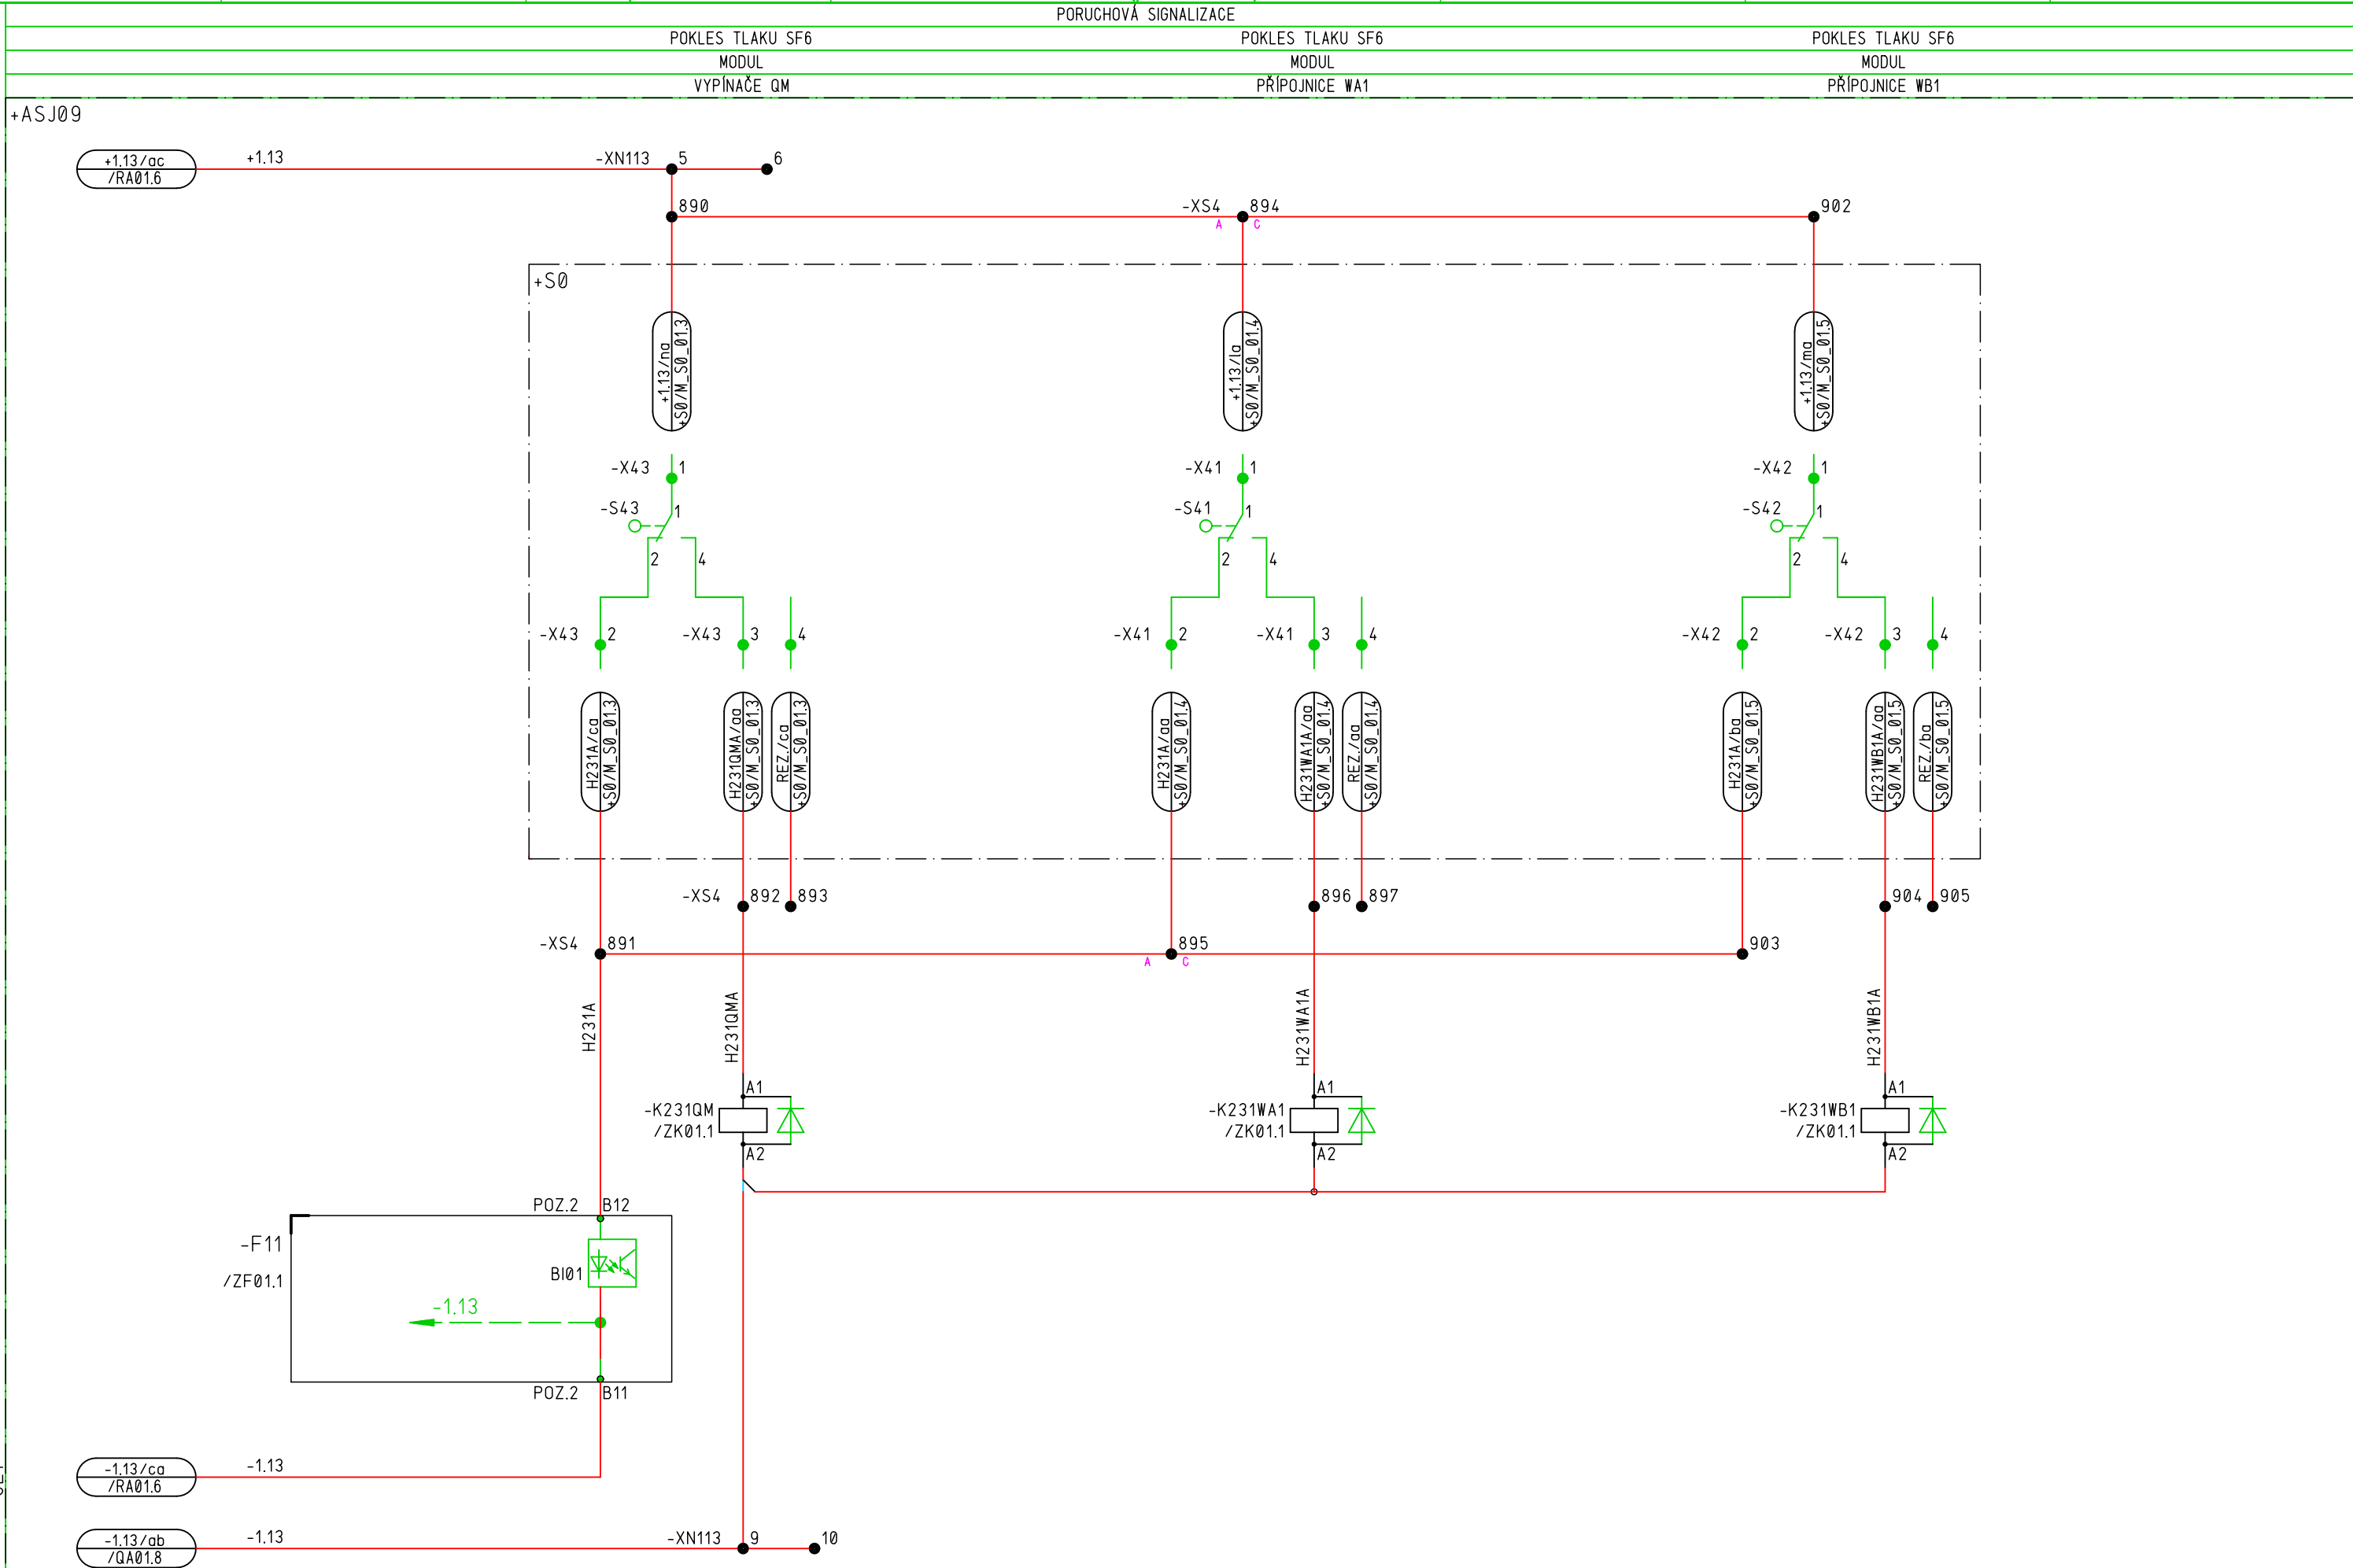 PORUCHOVÁ SIGNALIZACE
POKLES TLAKU SF6 POKLES TLAKU SF6 POKLES TLAKU SF6
MODUL MODUL MODUL
VYPÍNAČE QM PŘÍPOJNICE WA1 PŘÍPOJNICE WB1
+ASJ09
+1.13/ac +1.13 -XN113 5 6
/RA01.6
890 -XS4 894 902
A C
+S0
+1.13/na +1.13/la +1.13/ma
+S0/M_S0_01.3 +S0/M_S0_01.4 +S0/M_S0_01.5
-X43 1 -X41 1 -X42 1
-S43 1 -S41 1 -S42 1
2 4 2 4 2 4
-X43 2 -X43 3 4 -X41 2 -X41 3 4 -X42 2 -X42 3 4
H231A/ca H231QMA/aa REZ./ca H231A/aa H231WA1A/aa REZ./aa H231A/ba H231WB1A/aa REZ./ba
+S0/M_S0_01.3 +S0/M_S0_01.3 +S0/M_S0_01.3 +S0/M_S0_01.4 +S0/M_S0_01.4 +S0/M_S0_01.4 +S0/M_S0_01.5 +S0/M_S0_01.5 +S0/M_S0_01.5
-XS4 892 893 896 897 904 905
-XS4 891 895 903
A C
H231A H231QMA H231WA1A H231WB1A
A1 A1 A1
-K231QM -K231WA1 -K231WB1
/ZK01.1 /ZK01.1 /ZK01.1
A2 A2 A2
POZ.2 B12
-F11
BI01
/ZF01.1
-1.13
POZ.2 B11
-1.13/ca -1.13
/RA01.6
-1.13/ab -1.13 -XN113 9 10
/QA01.8